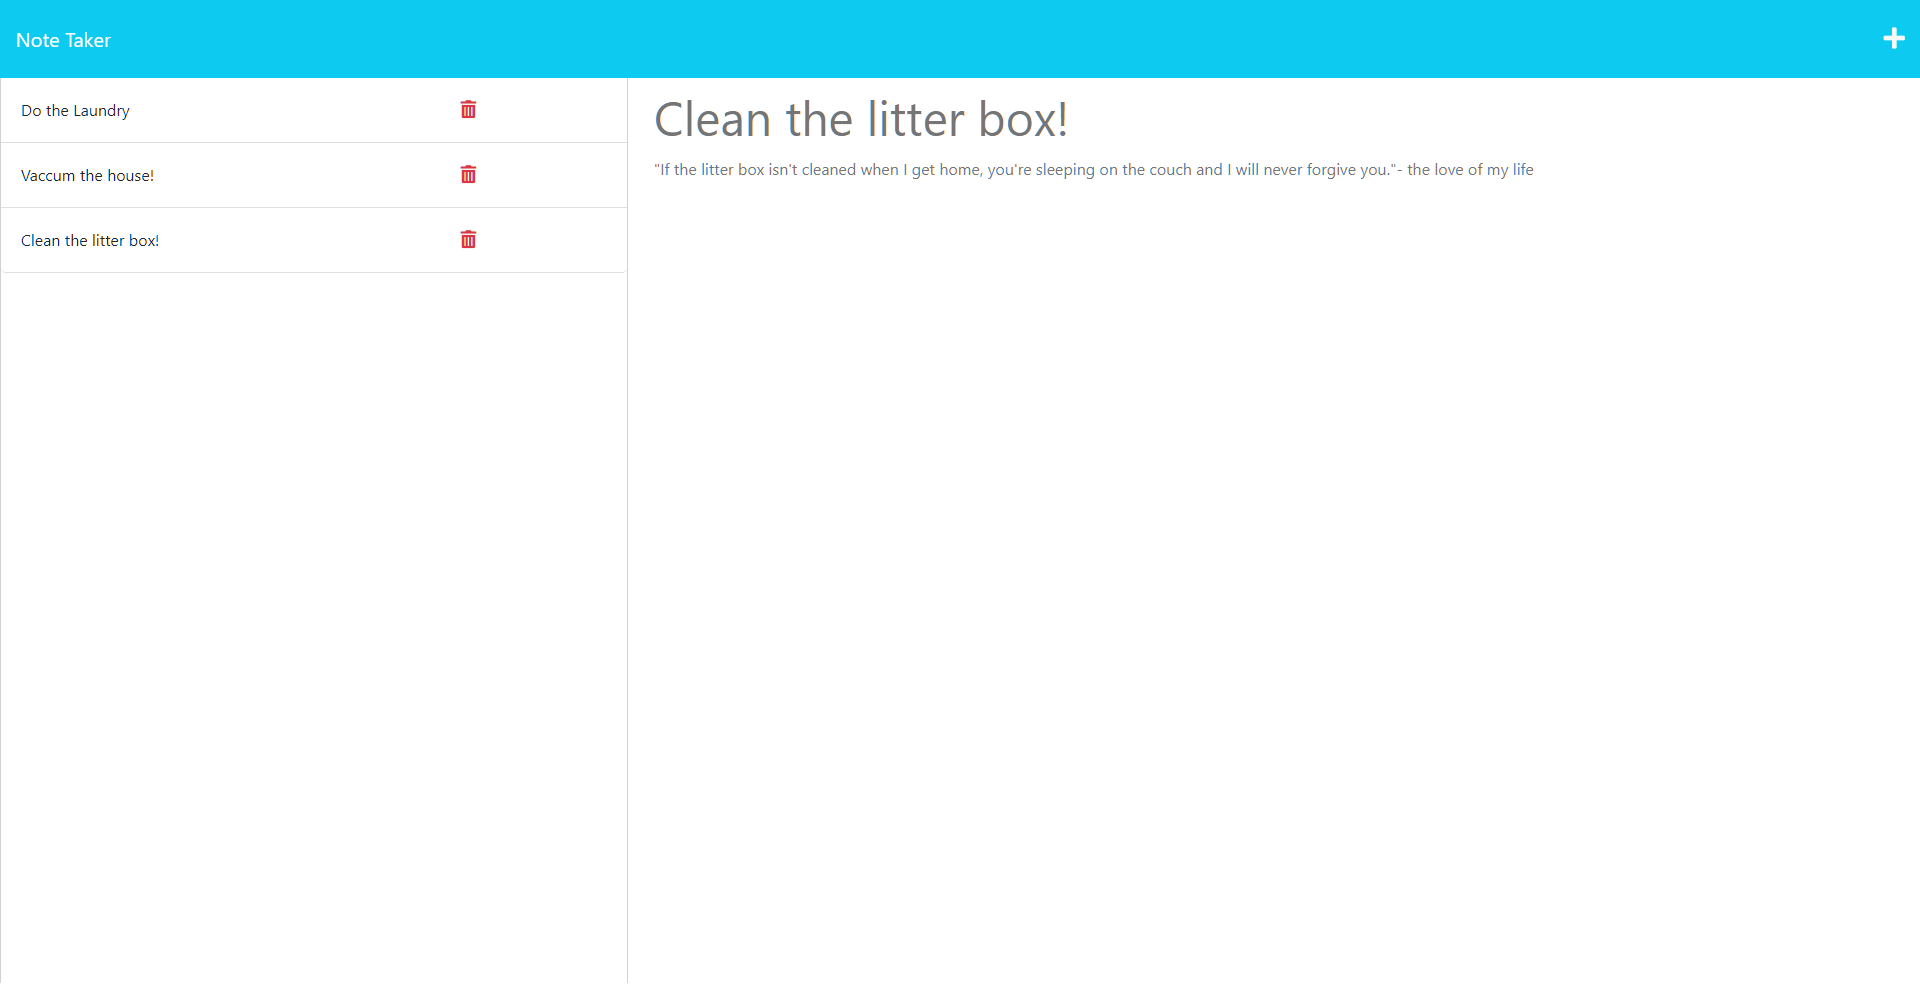 Note Taker
Do the Laundry
Vaccum the house!
Clean the litter box!
Clean the litter box!
"If the litter box isn't cleaned when I get home, you're sleeping on the couch and I will never forgive you."- the love of my life